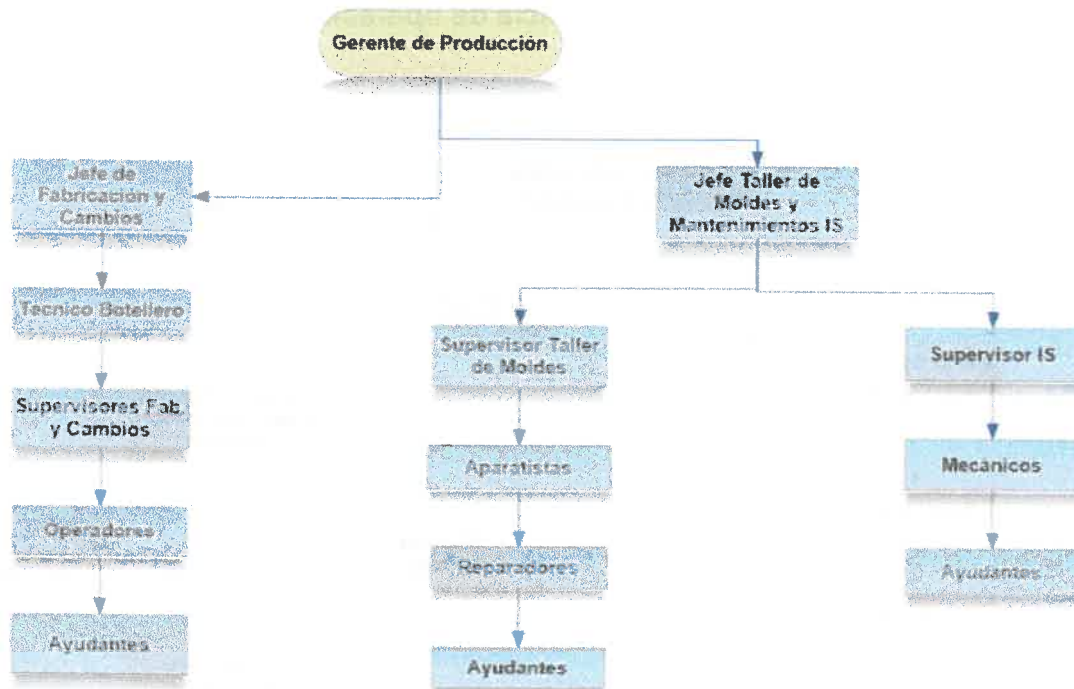 Gerente de Producción
Jefe de
Fabricación y
Cambios
Jefe Taller de
Moldes y
Mantenimientos IS
Técnico Botellero
Supervisor Taller
de Moldes
Supervisor IS
Supervisores Fab.
y Cambios
Aparatistas
Mecánicos
Operadores
Reparadores
Ayudantes
Ayudantes
Ayudantes